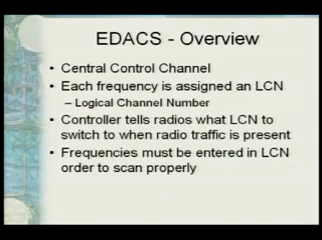 EDACS - Overview
• Central Control Channel
• Each frequency is assigned an LCN
– Logical Channel Number
• Controller tells radios what LCN to
switch to when radio traffic is present
• Frequencies must be entered in LCN
order to scan properly